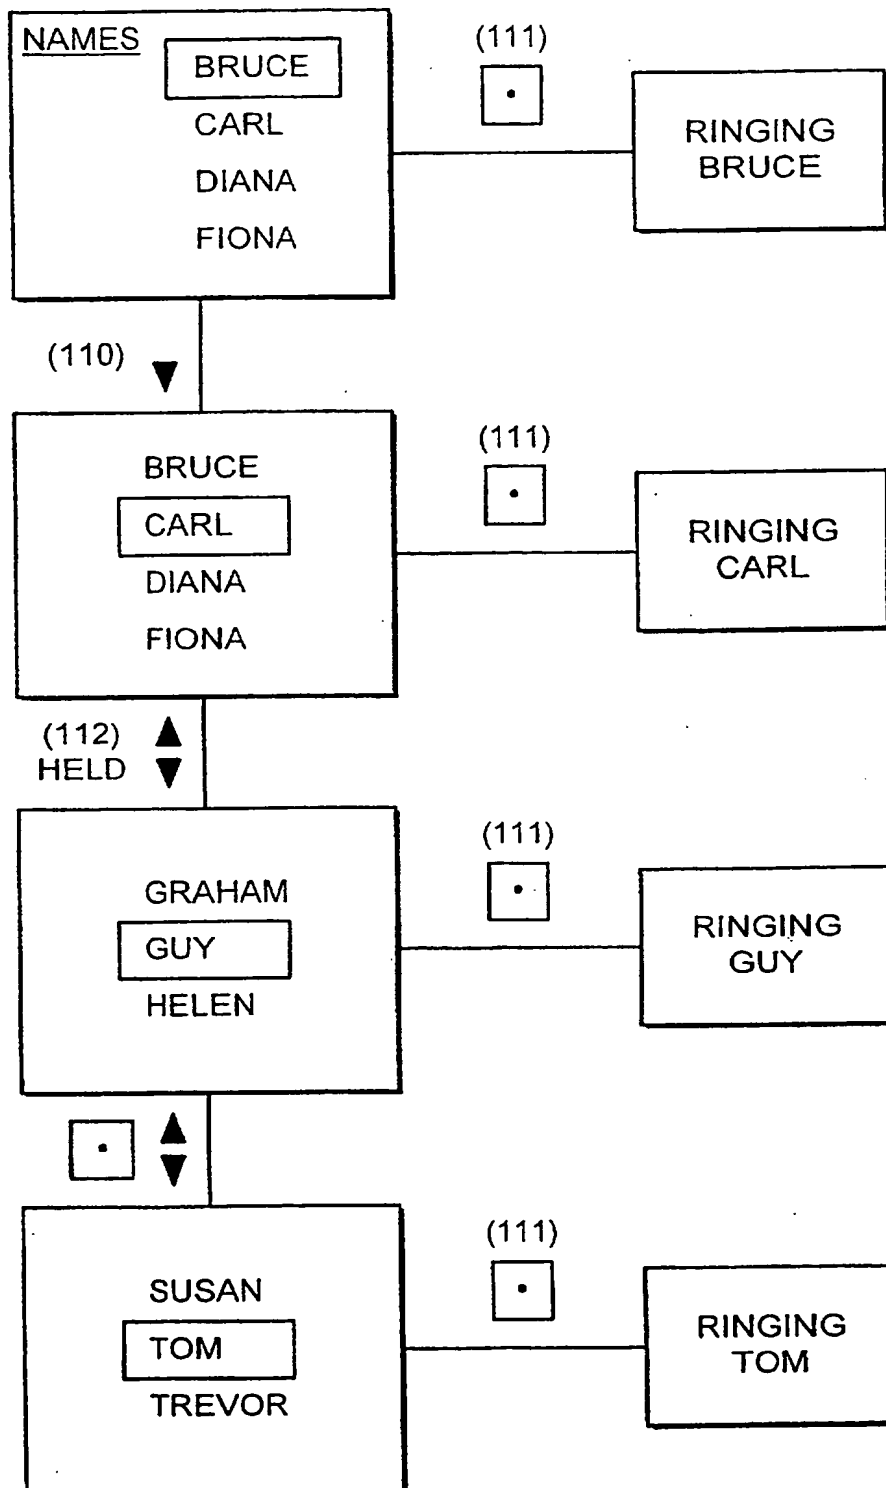 NAMES
BRUCE
CARL
DIANA
FIONA
(111)
RINGING
BRUCE
(110)
BRUCE
CARL
DIANA
FIONA
(111)
RINGING
CARL
(112)
HELD
GRAHAM
GUY
HELEN
(111)
RINGING
GUY
SUSAN
TOM
TREVOR
(111)
RINGING
TOM